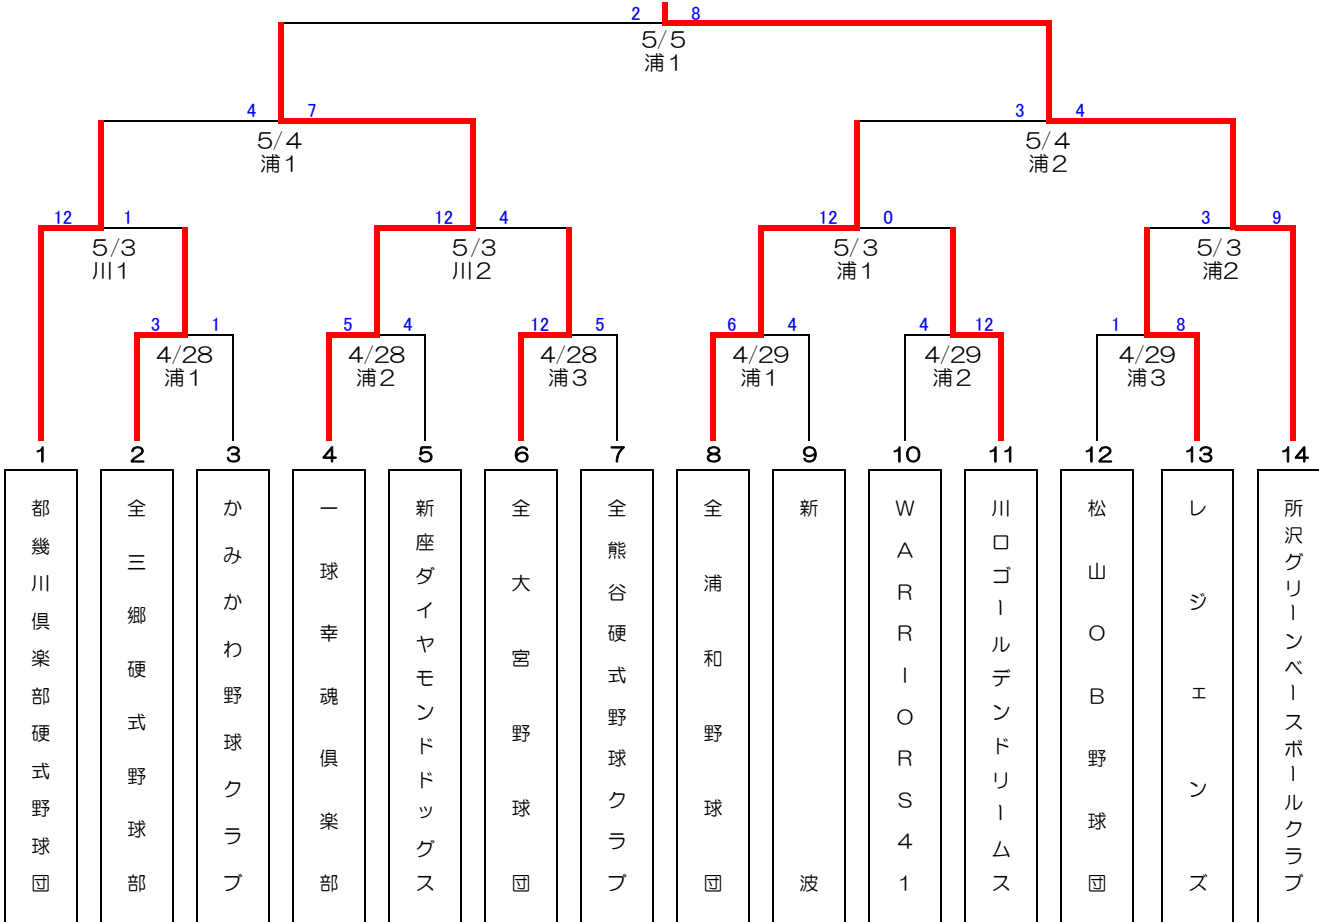 2 8
5/5
浦1
4 7
5/4
浦1
3 4
5/4
浦2
12 1
5/3
川1
12 4
5/3
川2
12 0
5/3
浦1
3 9
5/3
浦2
3 1
4/28
浦1
5 4
4/28
浦2
12 5
4/28
浦3
6 4
4/29
浦1
4 12
4/29
浦2
1 8
4/29
浦3
1
都幾川倶楽部硬式野球団
2
全三郷硬式野球部
3
かみかわ野球クラブ
4
一球幸魂倶楽部
5
新座ダイヤモンドドッグス
6
全大宮野球団
7
全熊谷硬式野球クラブ
8
全浦和野球団
9
新波
10
WARRIORS41
11
川口ゴールデンドリームス
12
松山OB野球団
13
レジェンズ
14
所沢グリーンベースボールクラブ